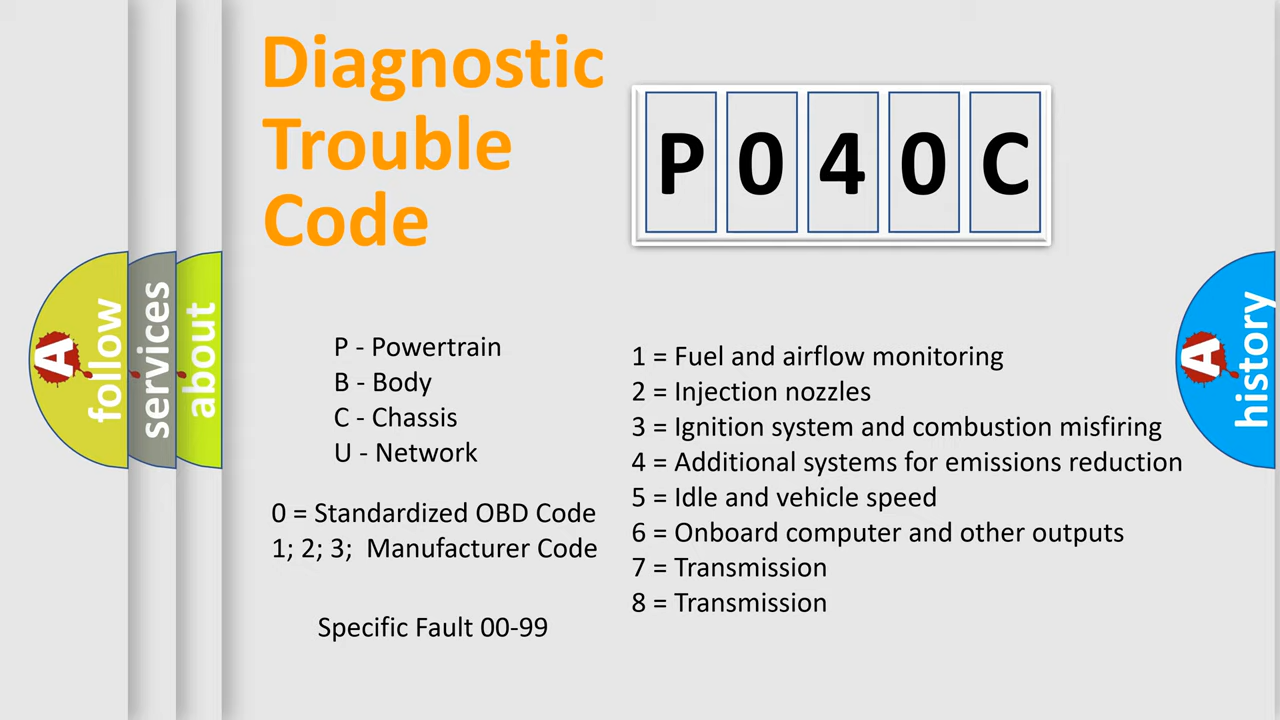 Diagnostic
Trouble
Code
P040C
P - Powertrain
B - Body
C - Chassis
U - Network
0 = Standardized OBD Code
1; 2; 3;  Manufacturer Code
Specific Fault 00-99
1 = Fuel and airflow monitoring
2 = Injection nozzles
3 = Ignition system and combustion misfiring
4 = Additional systems for emissions reduction
5 = Idle and vehicle speed
6 = Onboard computer and other outputs
7 = Transmission
8 = Transmission
A
follow
services
about
A
history